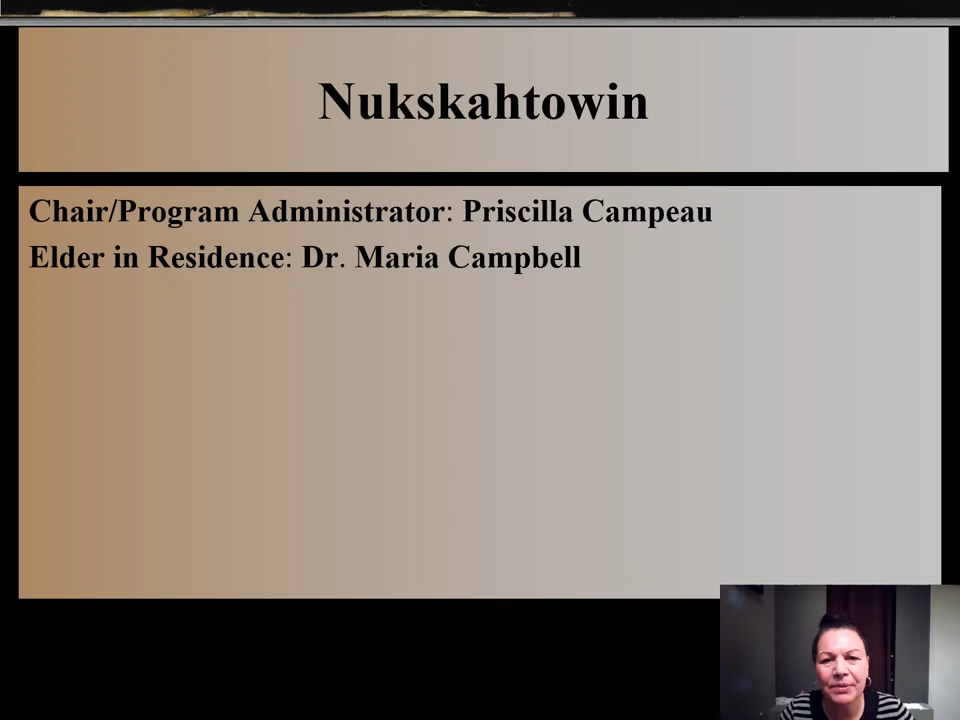 Nukskahtowin
Chair/Program Administrator: Priscilla Campeau
Elder in Residence: Dr. Maria Campbell